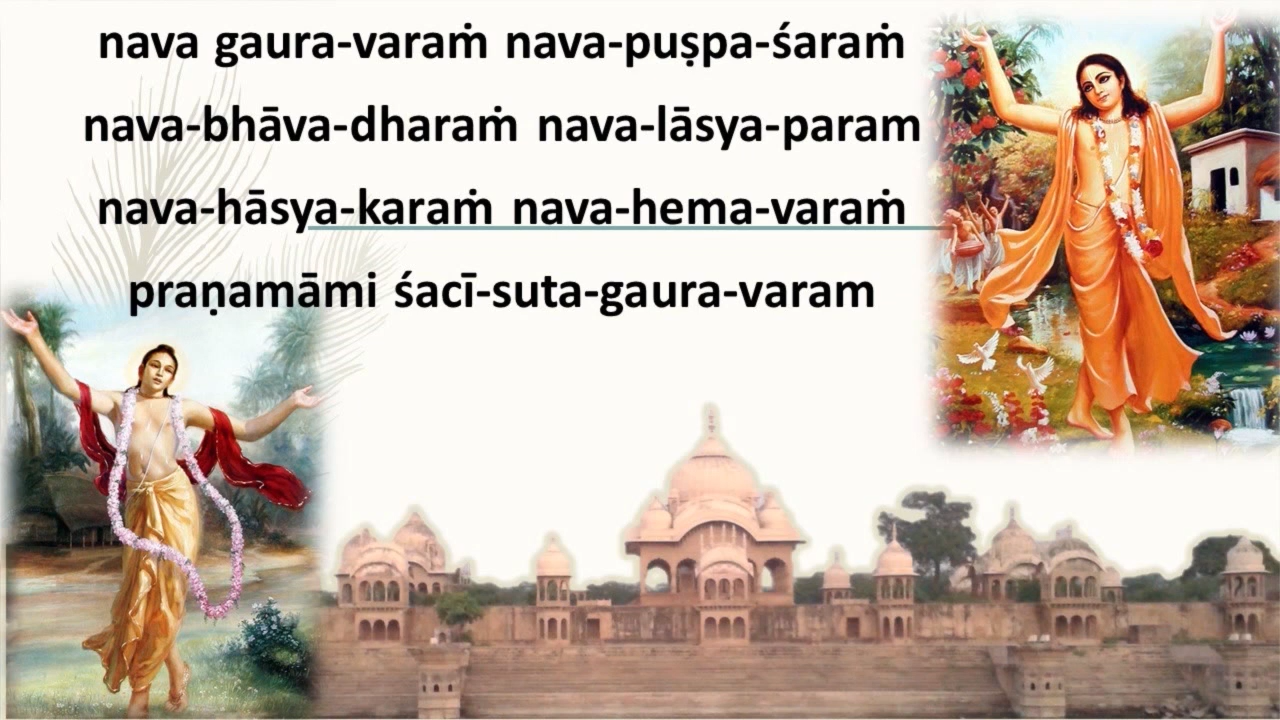 nava gaura-varaṁ nava-puṣpa-śaraṁ
nava-bhāva-dharaṁ nava-lāsya-param
nava-hāsya-karaṁ nava-hema-varaṁ
praṇamāmi śacī-suta-gaura-varam